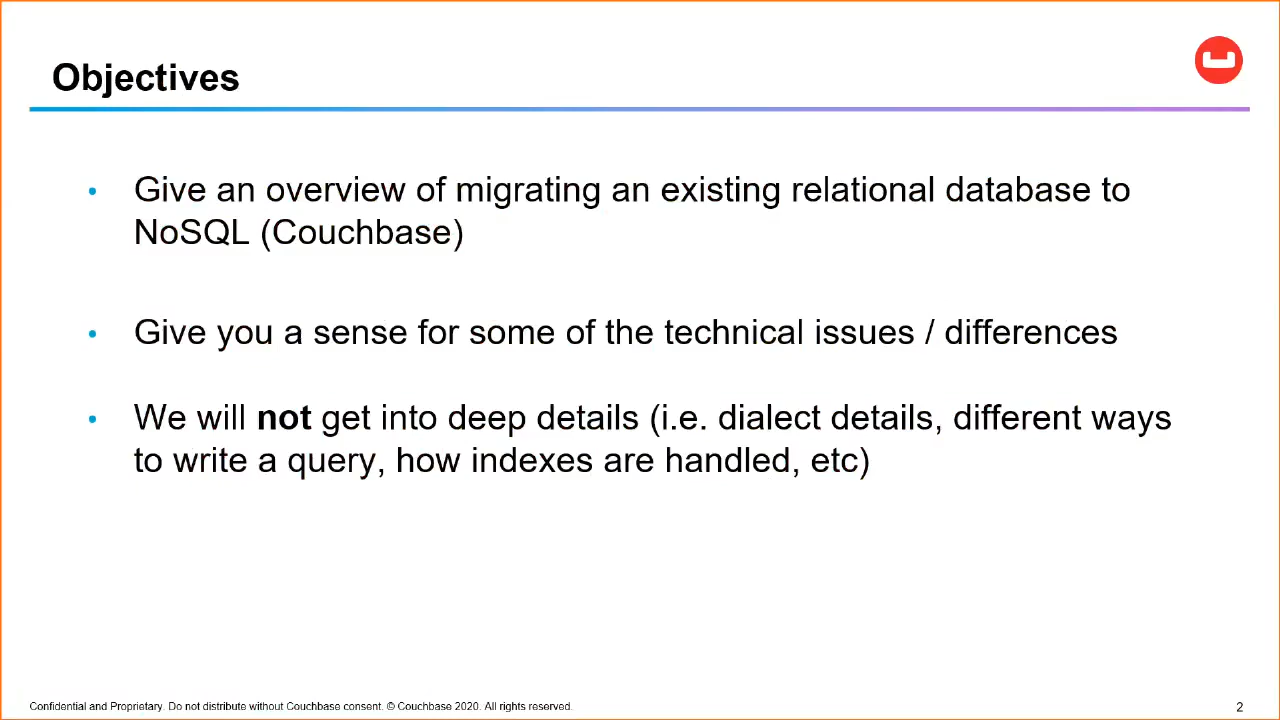 Objectives
• Give an overview of migrating an existing relational database to
NoSQL (Couchbase)
• Give you a sense for some of the technical issues / differences
• We will not get into deep details (i.e. dialect details, different ways
to write a query, how indexes are handled, etc)
Confidential and Proprietary. Do not distribute without Couchbase consent. © Couchbase 2020. All rights reserved.
2